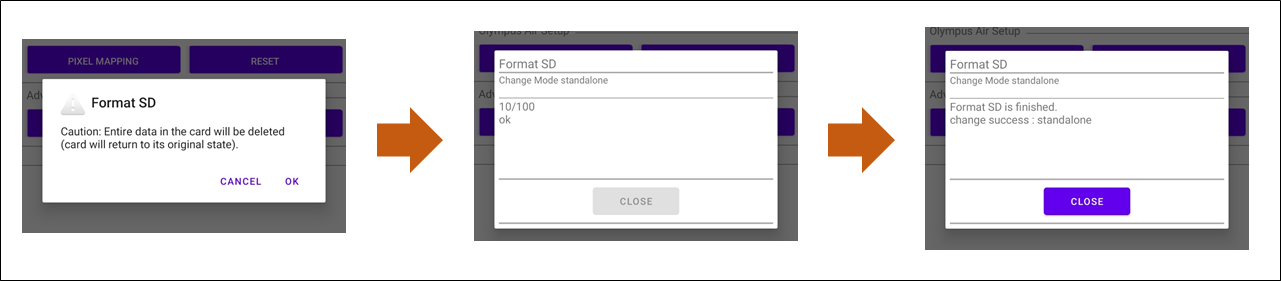 PIXEL MAPPING
RESET
Adv
Format SD
Caution: Entire data in the card will be deleted
(card will return to its original state).
CANCEL
OK
Olympus Air Setup
Format SD
Change Mode standalone
Adv
10/100
ok
CLOSE
Olympus Air Setup
Format SD
Change Mode standalone
Adv
Format SD is finished.
change success : standalone
CLOSE